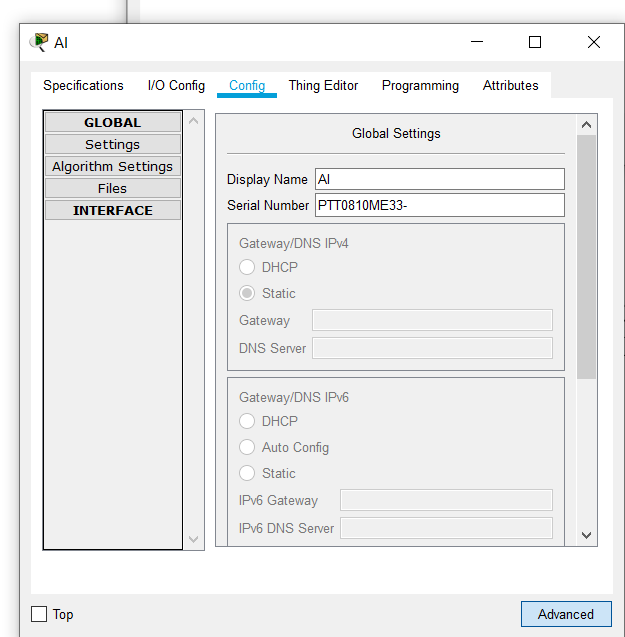 AI
Specifications I/O Config Config Thing Editor Programming Attributes
GLOBAL
Settings
Algorithm Settings
Files
INTERFACE
Global Settings
Display Name AI
Serial Number PTT0810ME33-
Gateway/DNS IPv4
DHCP
Static
Gateway
DNS Server
Gateway/DNS IPv6
DHCP
Auto Config
Static
IPv6 Gateway
IPv6 DNS Server
Top
Advanced